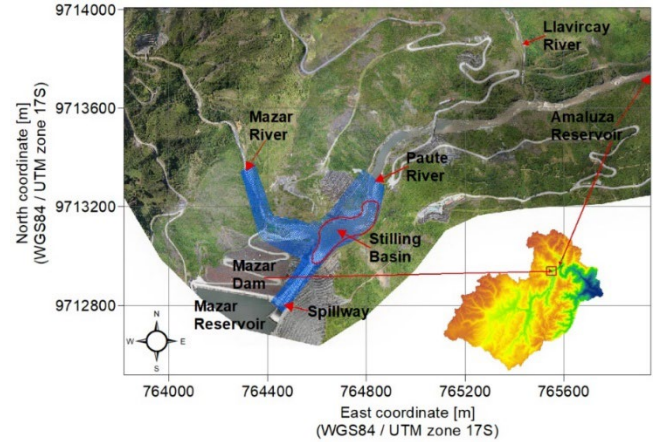 9714000
9713600
9713200
9712800
North coordinate [m]
(WGS84 / UTM zone 17S)
Llavircay
River
Mazar
River
Amaluza
Reservoir
Paute
River
Stilling
Basin
Mazar
Dam
Mazar
Reservoir
Spillway
N
W
E
S
764000
764400
764800
765200
765600
East coordinate [m]
(WGS84 / UTM zone 17S)